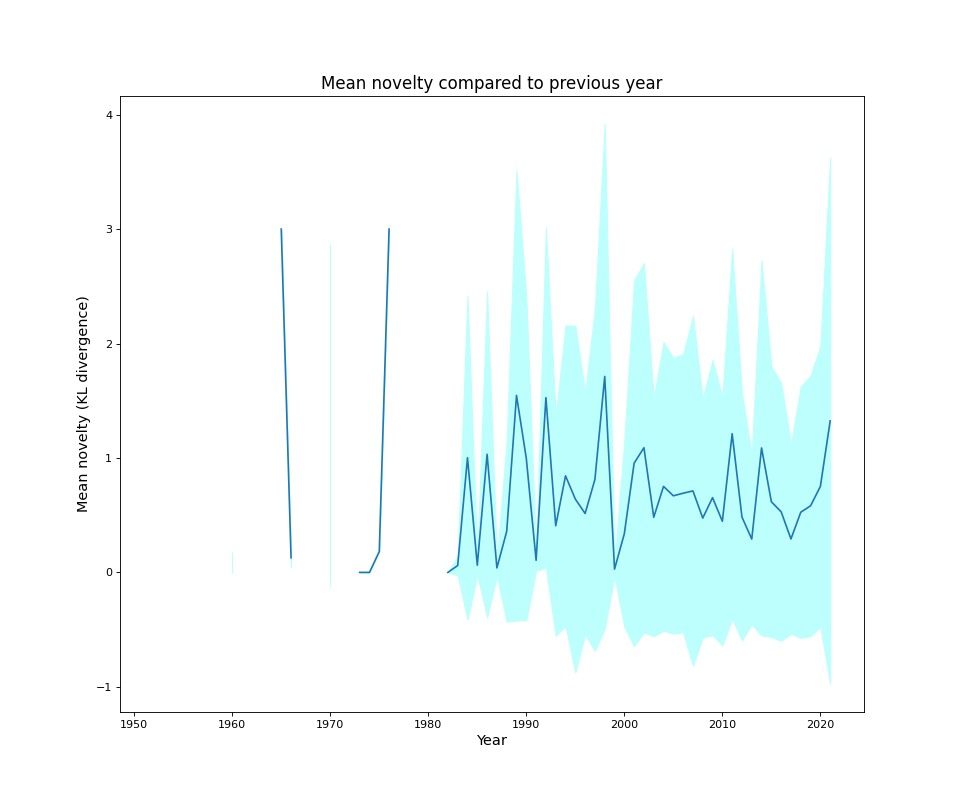 Mean novelty compared to previous year
Mean novelty (KL divergence)
4
3
2
1
0
−1
1950 1960 1970 1980 1990 2000 2010 2020
Year